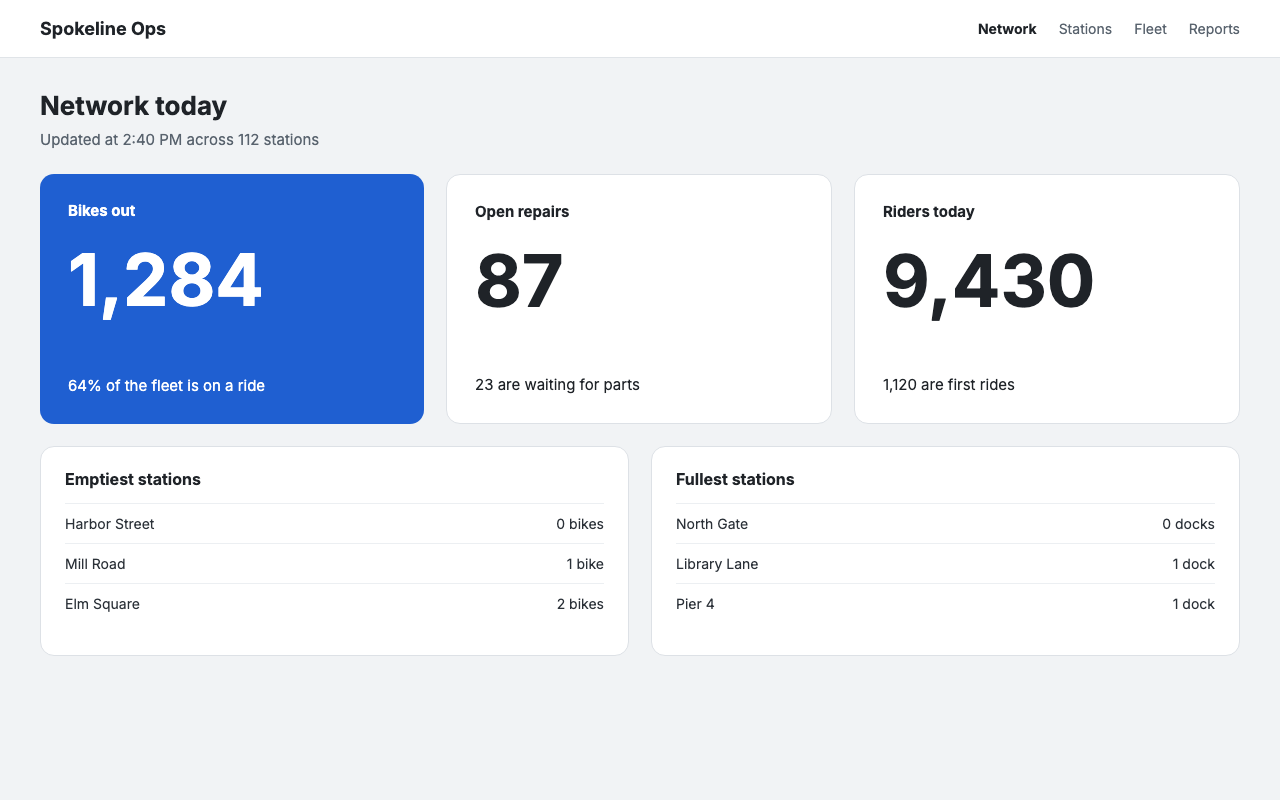 Spokeline Ops
Network Stations Fleet Reports
Network today
Updated at 2:40 PM across 112 stations
Bikes out
1,284
64% of the fleet is on a ride
Open repairs
87
23 are waiting for parts
Riders today
9,430
1,120 are first rides
Emptiest stations
Harbor Street 0 bikes
Mill Road 1 bike
Elm Square 2 bikes
Fullest stations
North Gate 0 docks
Library Lane 1 dock
Pier 4 1 dock